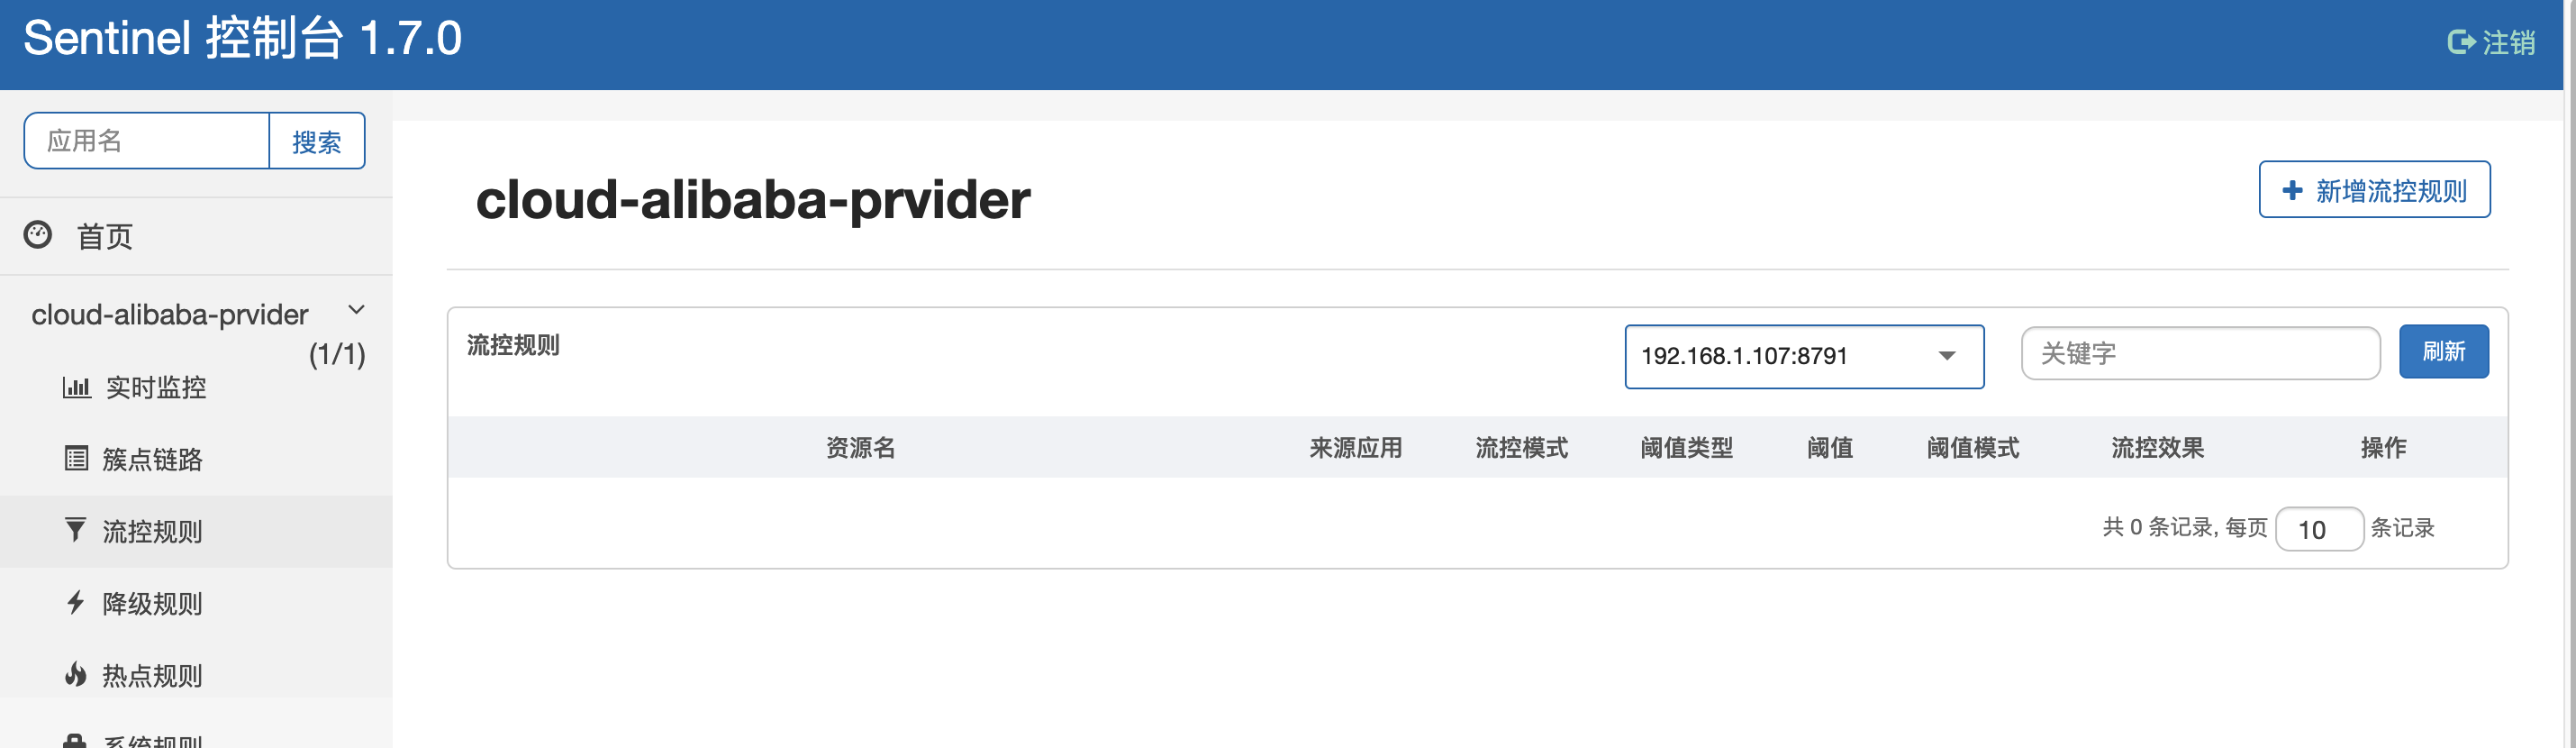 Sentinel 控制台 1.7.0
注销
应用名
搜索
首页
cloud-alibaba-prvider
(1/1)
实时监控
簇点链路
流控规则
降级规则
热点规则
系统规则
cloud-alibaba-prvider
新增流控规则
流控规则
192.168.1.107:8791
关键字
刷新
资源名 来源应用 流控模式 阈值类型 阈值 阈值模式 流控效果 操作
共 0 条记录, 每页 10 条记录